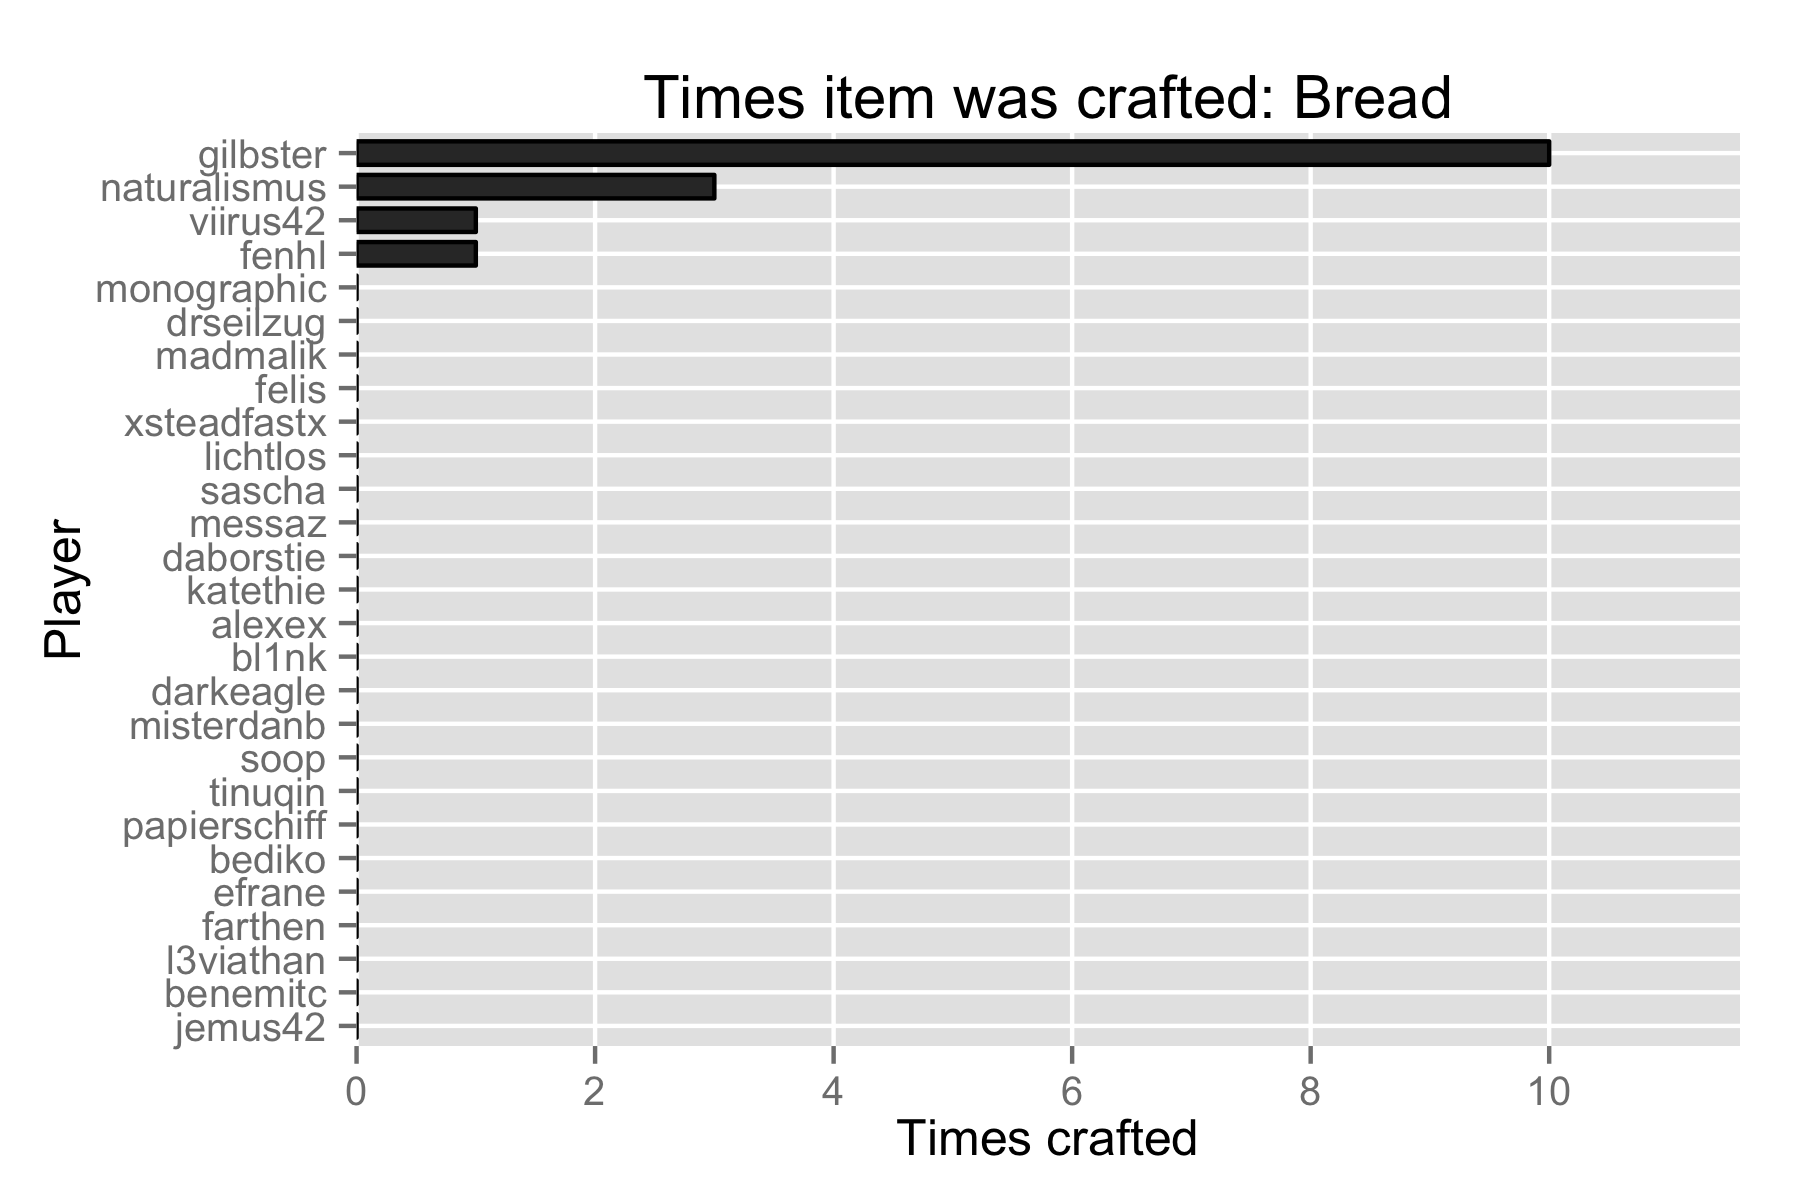 Times item was crafted: Bread
gilbster
naturalismus
viirus42
fenhl
monographic
drseilzug
madmalik
felis
xsteadfastx
lichtlos
sascha
messaz
daborstie
katethie
alexex
bl1nk
darkeagle
misterdanb
soop
tinuqin
papierschiff
bediko
efrane
farthen
l3viathan
benemitc
jemus42
Player
0 2 4 6 8 10
Times crafted